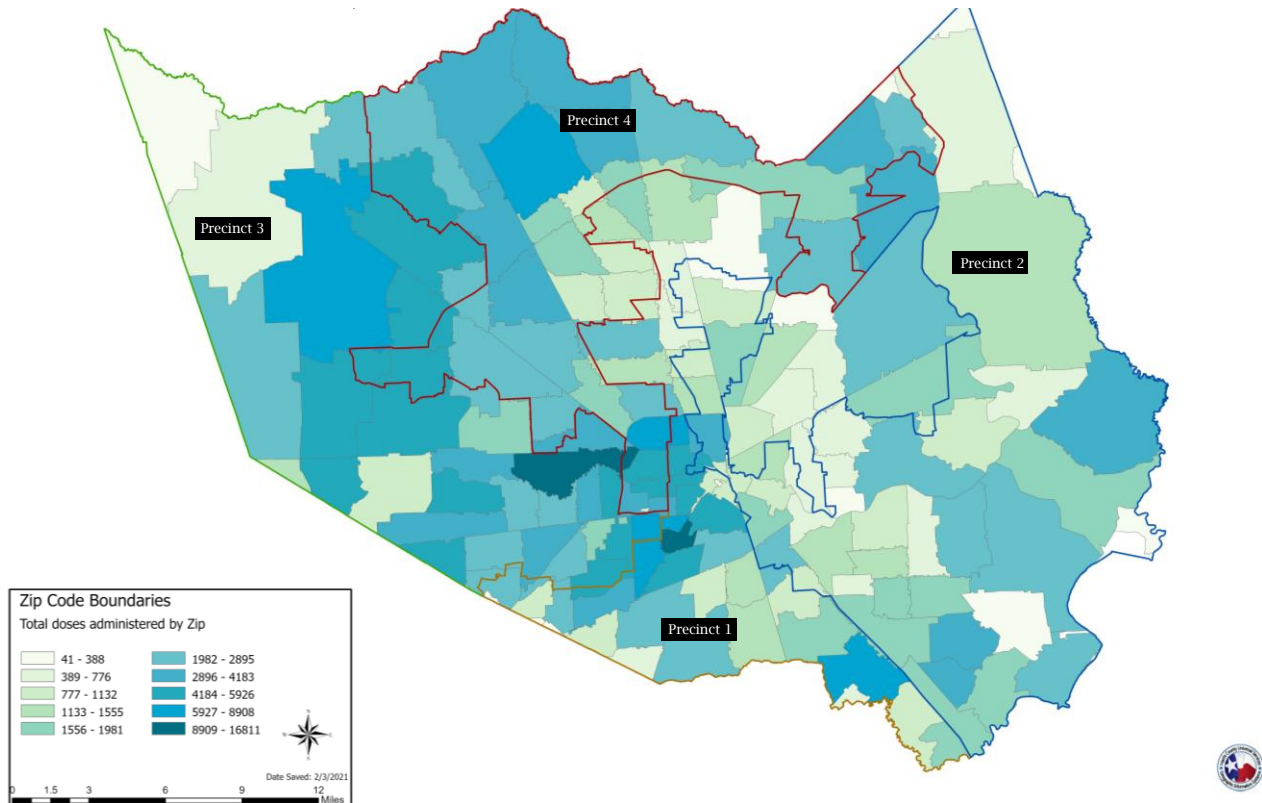 Precinct 4
Precinct 3
Precinct 2
Precinct 1
Zip Code Boundaries
Total doses administered by Zip
41 - 388
389 - 776
777 - 1132
1133 - 1555
1556 - 1981
1982 - 2895
2896 - 4183
4184 - 5926
5927 - 8908
8909 - 16811
Date Saved: 2/3/2021
0 1.5 3 6 9 12
Miles